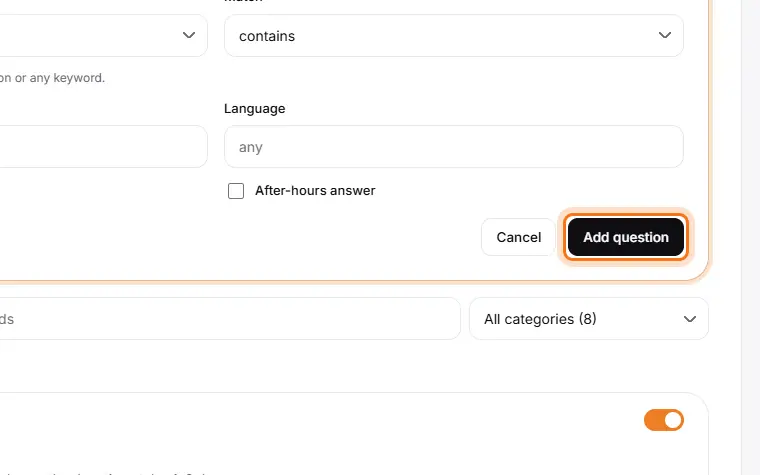 contains
on or any keyword.
Language
any
After-hours answer
Cancel
Add question
ds
All categories (8)